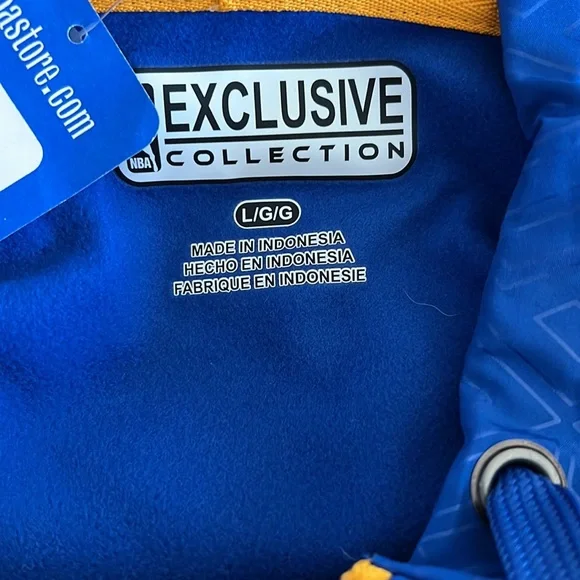 astore.com
EXCLUSIVE
NBA COLLECTION
L/G/G
MADE IN INDONESIA
HECHO EN INDONESIA
FABRIQUE EN INDONESIE